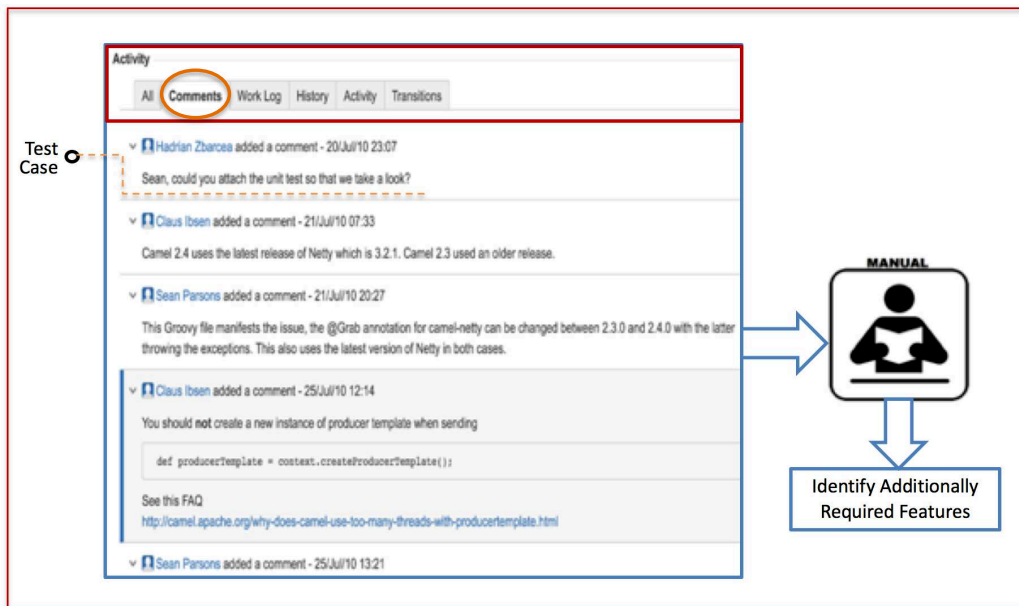 Activity
All Comments Work Log History Activity Transitions
Test
Case
Hadrian Zbarcea added a comment - 20/Jul/10 23:07
Sean, could you attach the unit test so that we take a look?
Claus Ibsen added a comment - 21/Jul/10 07:33
Camel 2.4 uses the latest release of Netty which is 3.2.1. Camel 2.3 used an older release.
Sean Parsons added a comment - 21/Jul/10 20:27
This Groovy file manifests the issue, the @Grab annotation for camel-netty can be changed between 2.3.0 and 2.4.0 with the latter
throwing the exceptions. This also uses the latest version of Netty in both cases.
Claus Ibsen added a comment - 25/Jul/10 12:14
You should not create a new instance of producer template when sending
def producerTemplate = context.createProducerTemplate();
See this FAQ
http://camel.apache.org/why-does-camel-use-too-many-threads-with-producertemplate.html
Sean Parsons added a comment - 25/Jul/10 13:21
MANUAL
Identify Additionally
Required Features